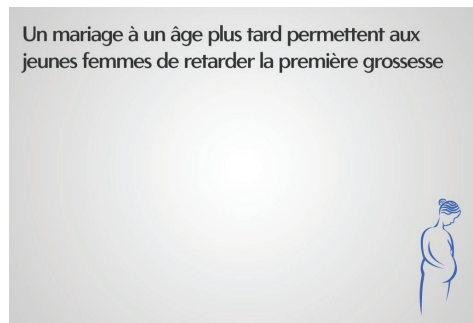 Un mariage à un âge plus tard permettent aux
jeunes femmes de retarder la première grossesse